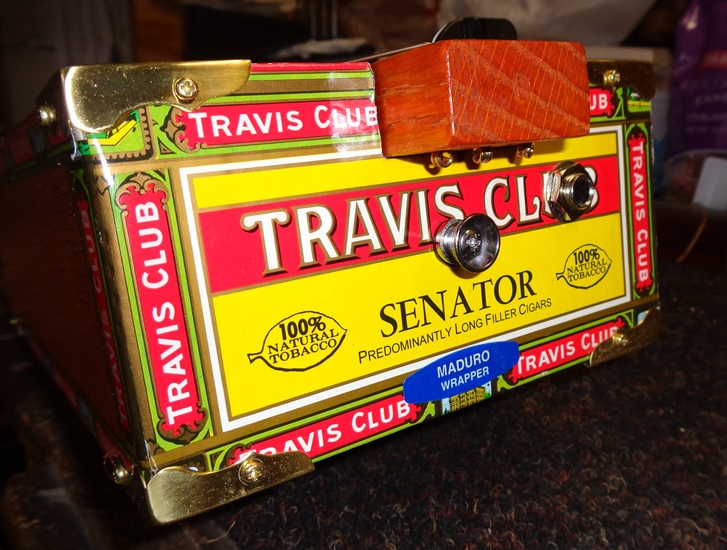 TRAVIS CLUB
UB
TRAVIS CLUB
TRAVIS CLUB
TRAVIS CLUB
SENATOR
PREDOMINANTLY LONG FILLER CIGARS
100%
NATURAL
TOBACCO
100%
NATURAL
TOBACCO
MADURO
WRAPPER
TRAVIS CLUB
TRAVIS CLUB